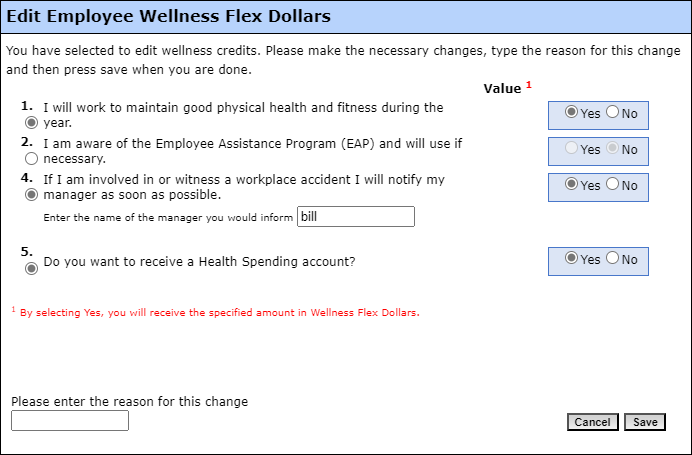 Edit Employee Wellness Flex Dollars
You have selected to edit wellness credits. Please make the necessary changes, type the reason for this change
and then press save when you are done.
Value 1
1. I will work to maintain good physical health and fitness during the
year.
Yes No
2. I am aware of the Employee Assistance Program (EAP) and will use if
necessary.
Yes No
4. If I am involved in or witness a workplace accident I will notify my
manager as soon as possible.
Yes No
Enter the name of the manager you would inform bill
5.
Do you want to receive a Health Spending account?
Yes No
1 By selecting Yes, you will receive the specified amount in Wellness Flex Dollars.
Please enter the reason for this change
Cancel Save